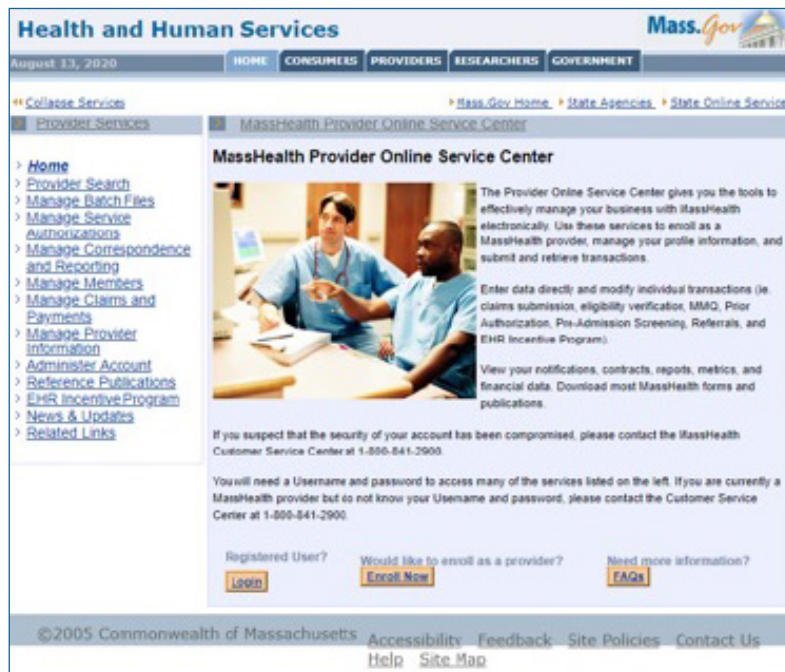 Health and Human Services
Mass.Gov
August 13, 2020
HOME CONSUMERS PROVIDERS RESEARCHERS GOVERNMENT
Collapse Services
Mass.Gov Home State Agencies State Online Service
Provider Services
MassHealth Provider Online Service Center
Home
Provider Search
Manage Batch Files
Manage Service
Authorizations
Manage Correspondence
and Reporting
Manage Members
Manage Claims and
Payments
Manage Provider
Information
Administer Account
Reference Publications
EHR Incentive Program
News & Updates
Related Links
MassHealth Provider Online Service Center
The Provider Online Service Center gives you the tools to
effectively manage your business with MassHealth
electronically. Use these services to enroll as a
MassHealth provider, manage your profile information, and
submit and retrieve transactions.
Enter data directly and modify individual transactions (ie.
claims submission, eligibility verification, MMQ, Prior
Authorization, Pre-Admission Screening, Referrals, and
EHR Incentive Program).
View your notifications, contracts, reports, metrics, and
financial data. Download most MassHealth forms and
publications.
If you suspect that the security of your account has been compromised, please contact the MassHealth
Customer Service Center at 1-800-841-2900.
You will need a Username and password to access many of the services listed on the left. If you are currently a
MassHealth provider but do not know your Username and password, please contact the Customer Service
Center at 1-800-841-2900.
Registered User?
Login
Would like to enroll as a provider?
Enroll Now
Need more information?
FAQs
©2005 Commonwealth of Massachusetts
Accessibility Feedback Site Policies Contact Us
Help Site Map